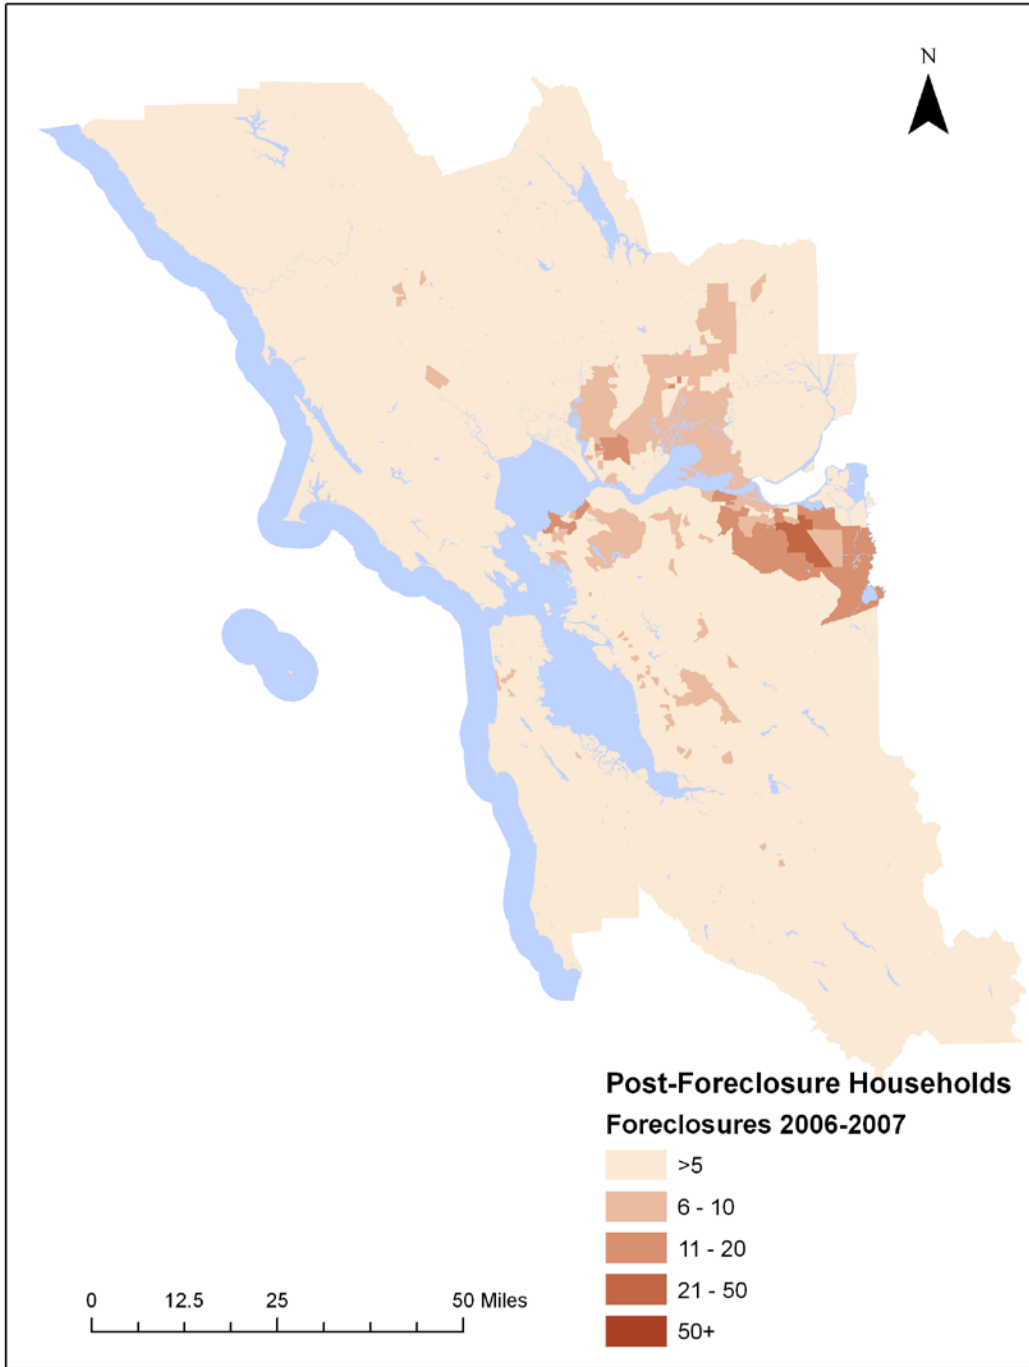 N
Post-Foreclosure Households
Foreclosures 2006-2007
>5
6 - 10
11 - 20
21 - 50
50+
0 12.5 25 50 Miles